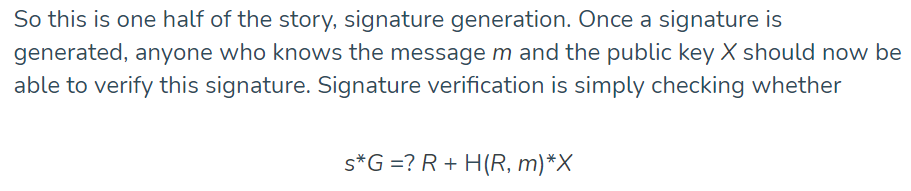 So this is one half of the story, signature generation. Once a signature is
generated, anyone who knows the message m and the public key X should now be
able to verify this signature. Signature verification is simply checking whether
s*G =? R + H(R, m)*X